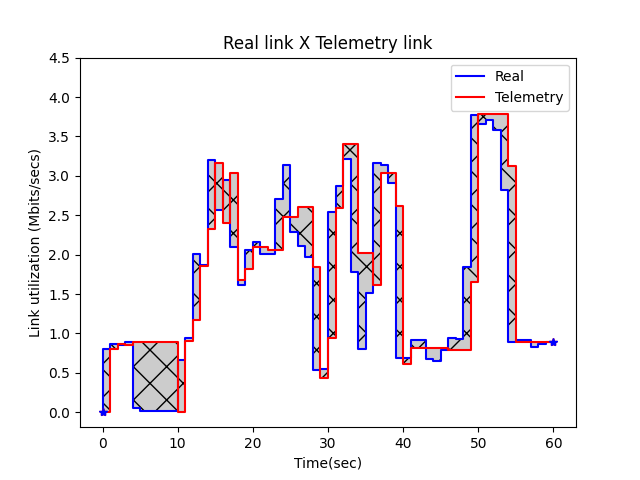 Real link X Telemetry link
Real
Telemetry
Link utilization (Mbits/secs)
4.5
4.0
3.5
3.0
2.5
2.0
1.5
1.0
0.5
0.0
0 10 20 30 40 50 60
Time(sec)